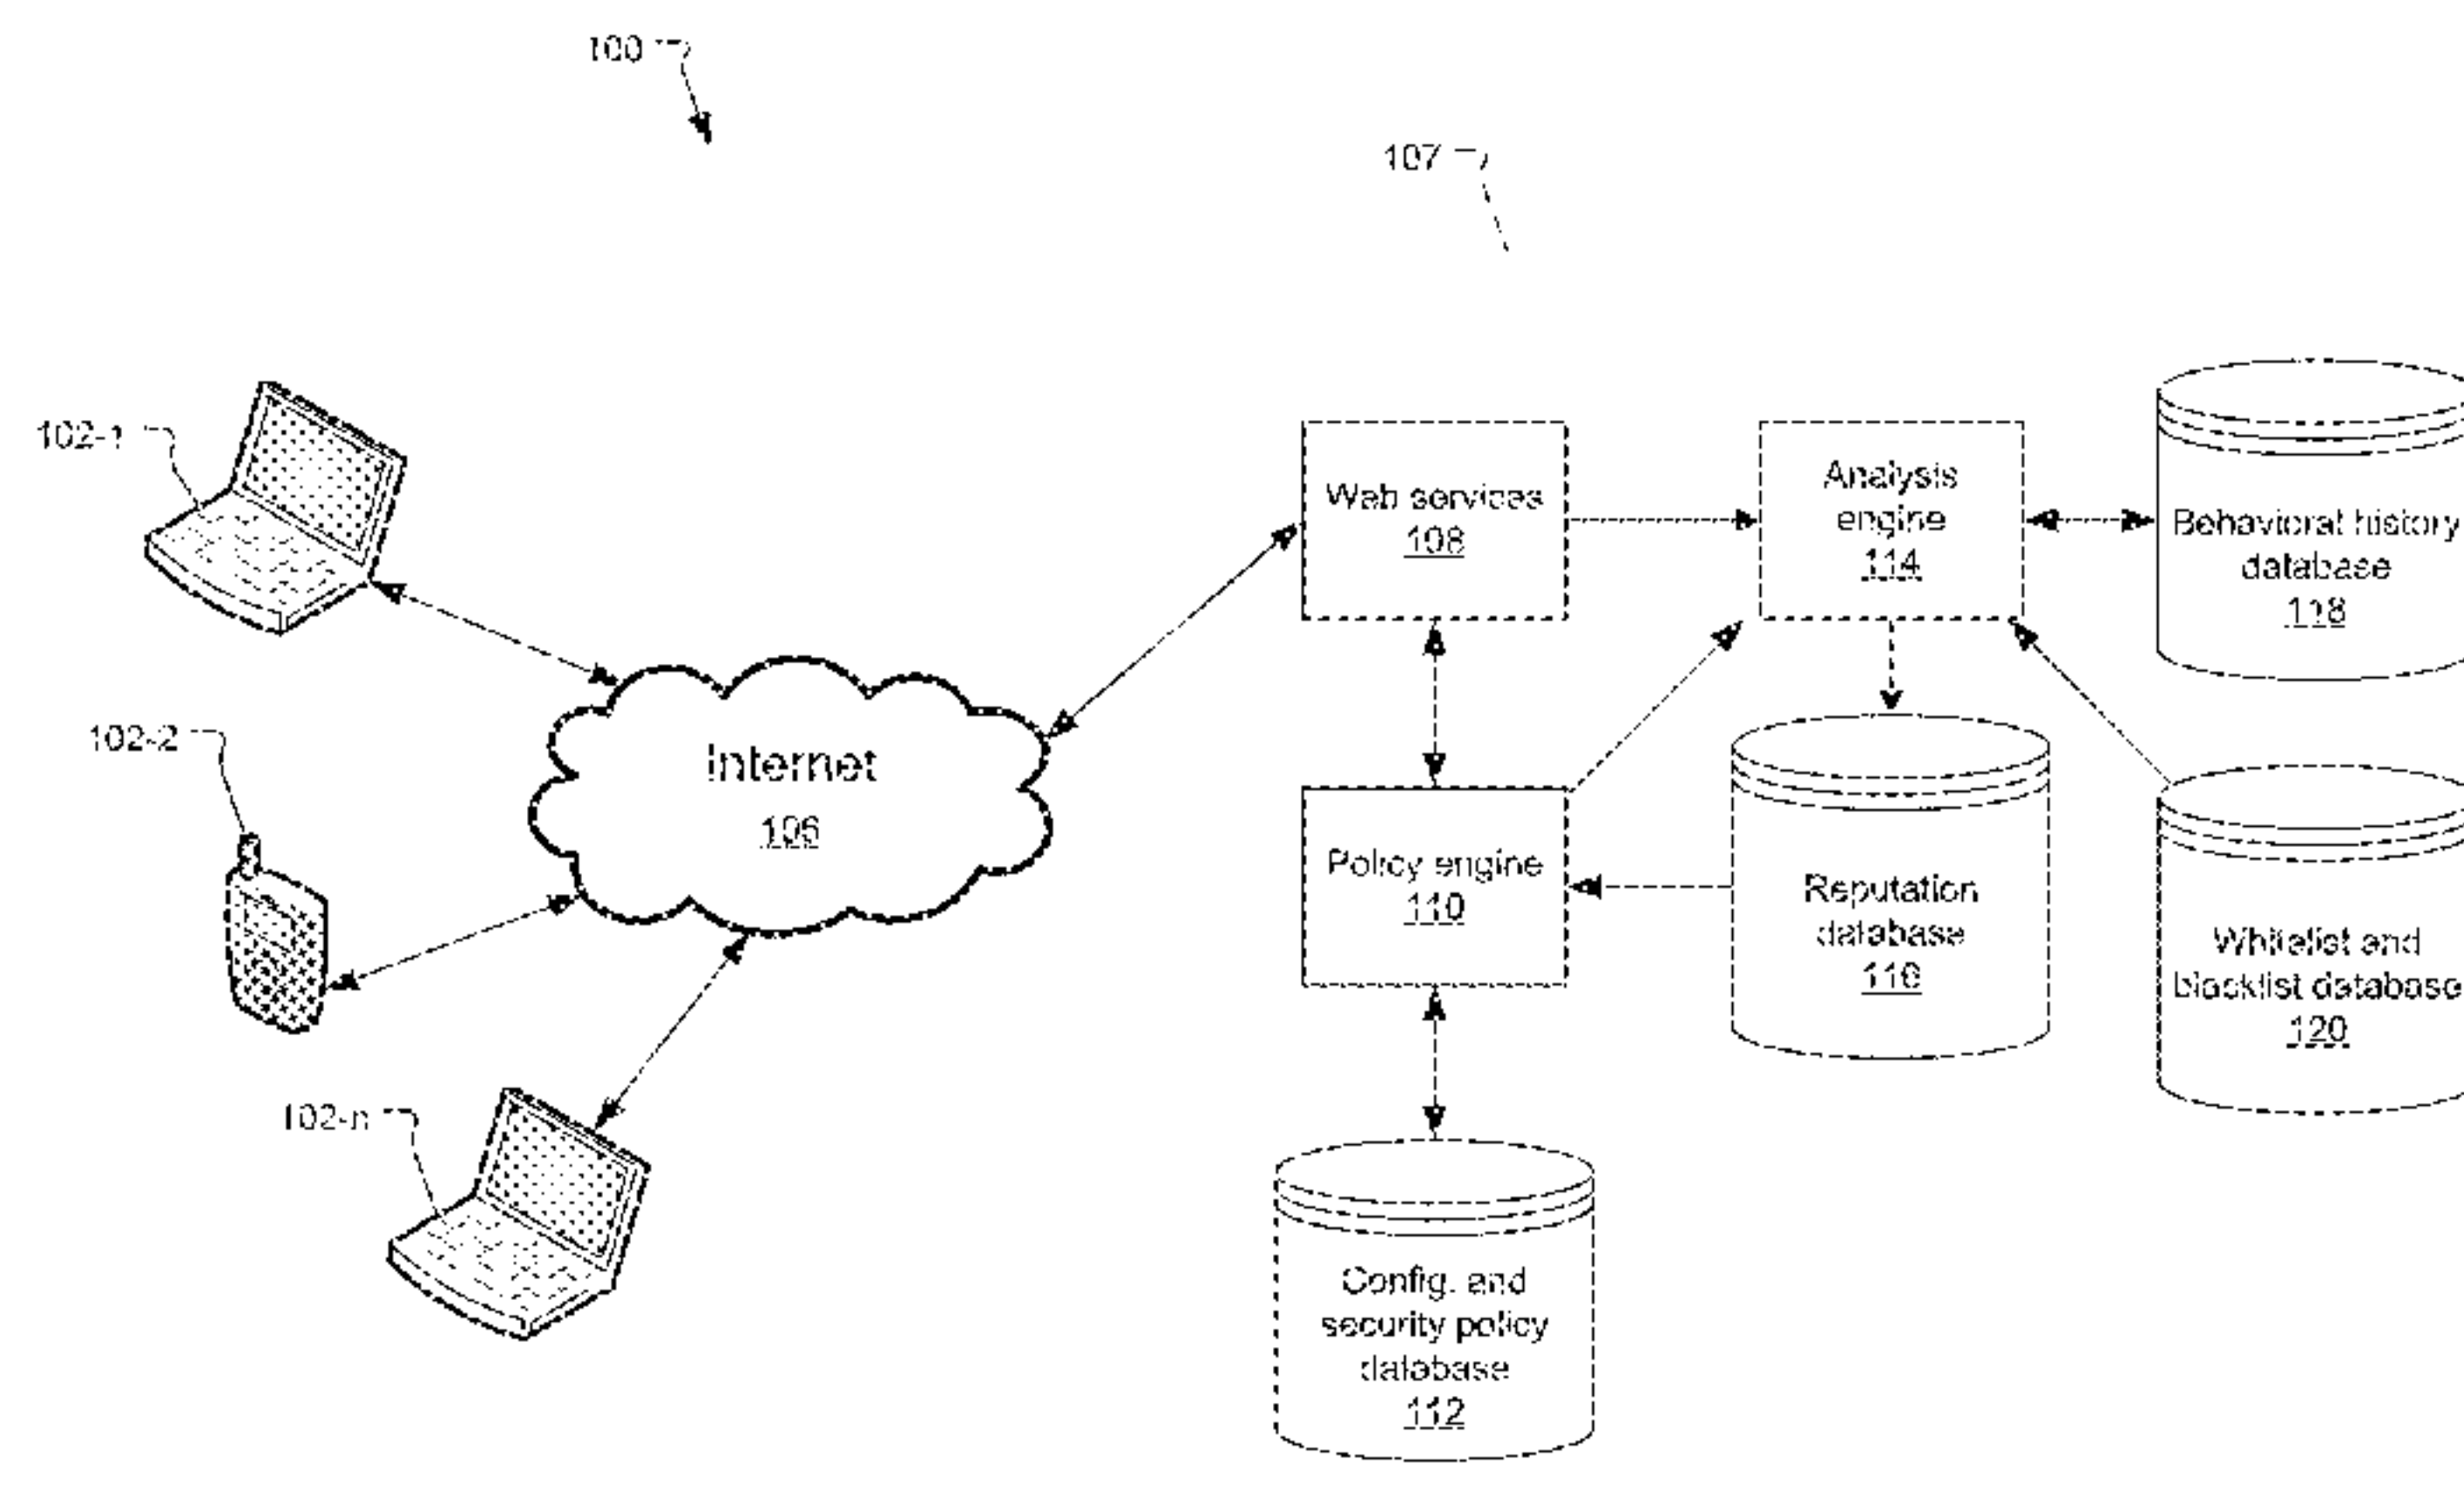 100
107
102-1
Web services
108
Analysis
engine
114
Behavioral history
database
118
102-2
Internet
106
Policy engine
110
Reputation
database
116
Whitelist and
blacklist database
120
102-n
Config. and
security policy
database
112